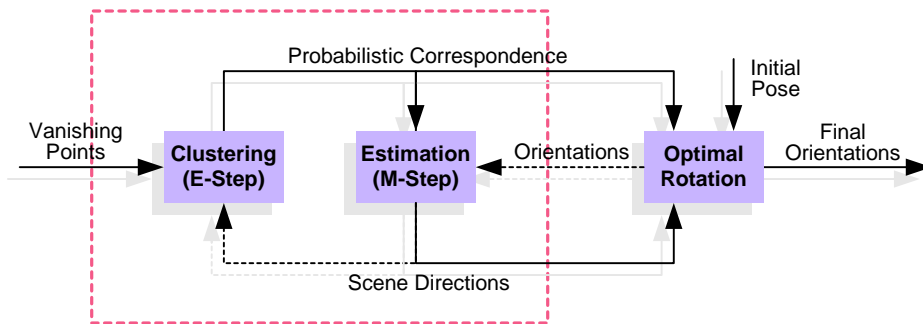 Probabilistic Correspondence
Initial
Pose
Vanishing
Points
Clustering
(E-Step)
Estimation
(M-Step)
Orientations
Optimal
Rotation
Final
Orientations
Scene Directions